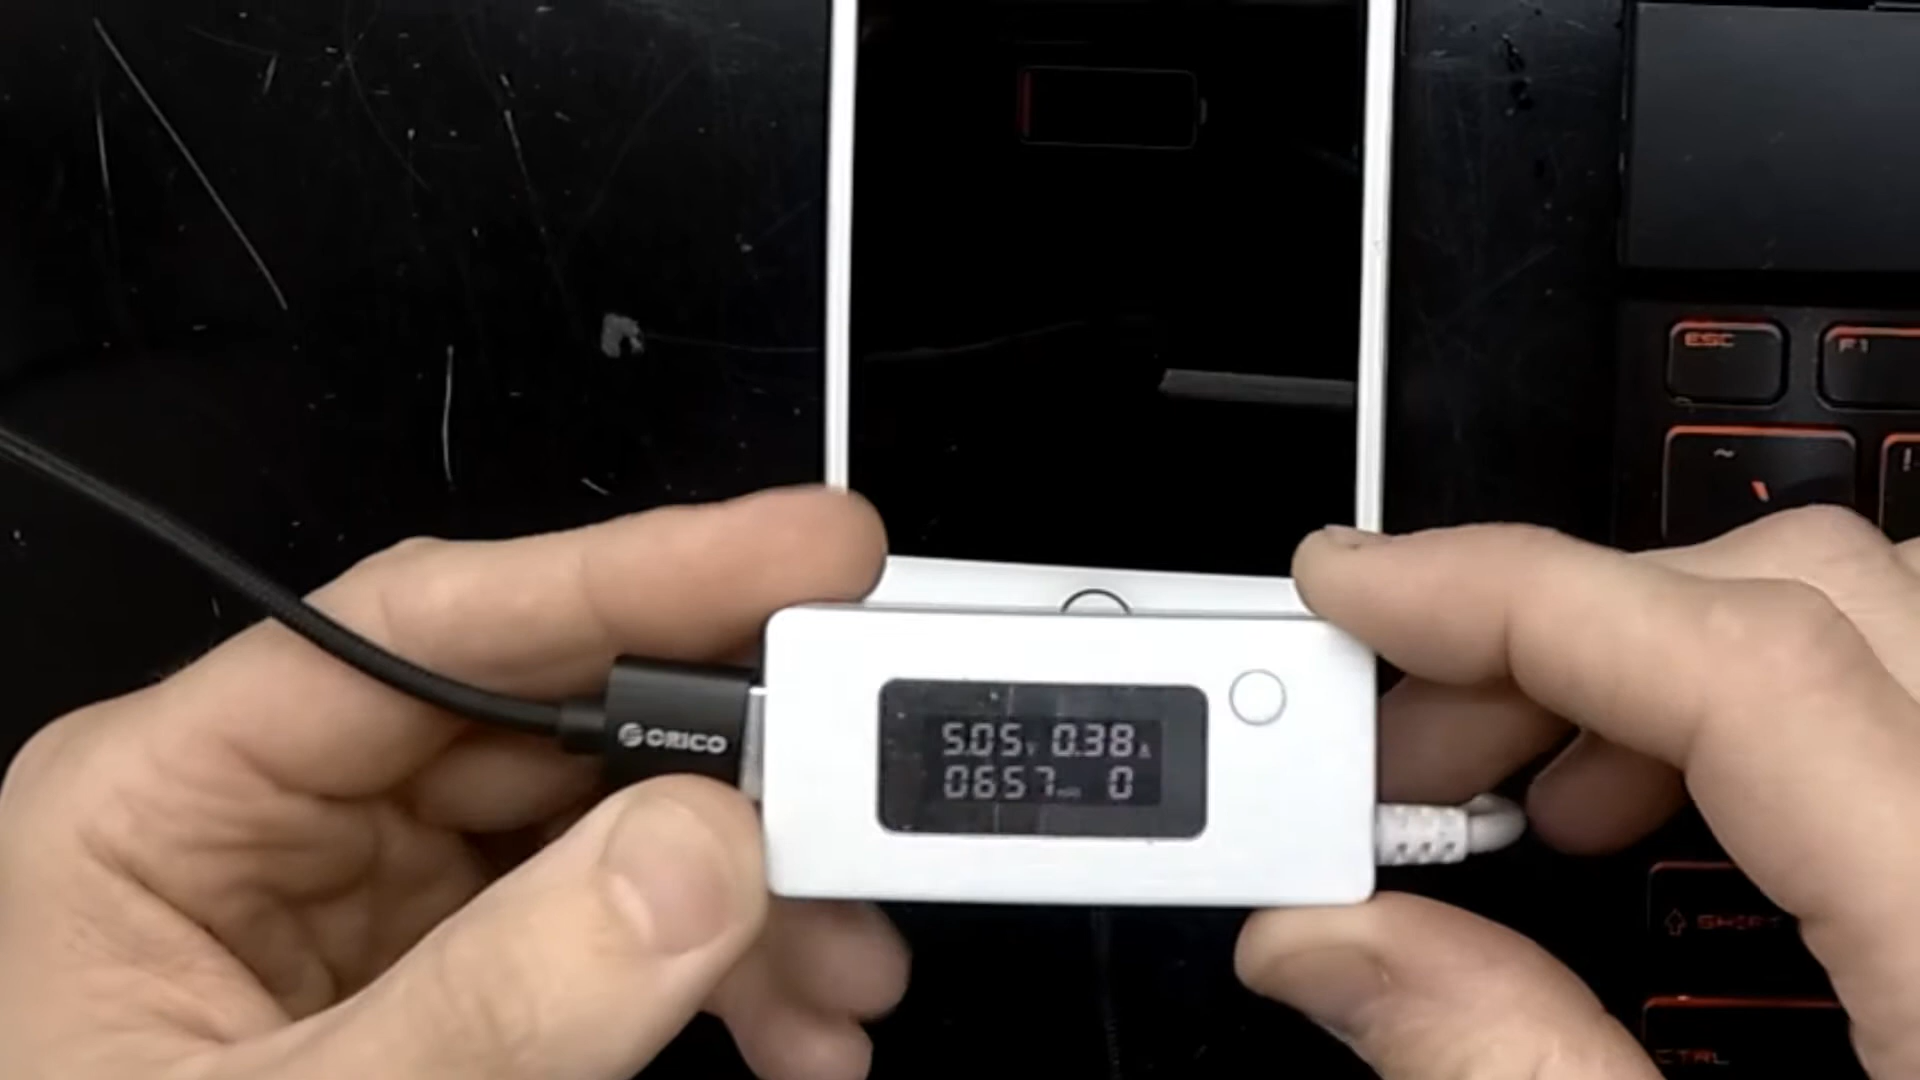 ESC
F1
~
!
ORICO
5.05V 0.38A
0657mAh 0
SHIFT
CTRL